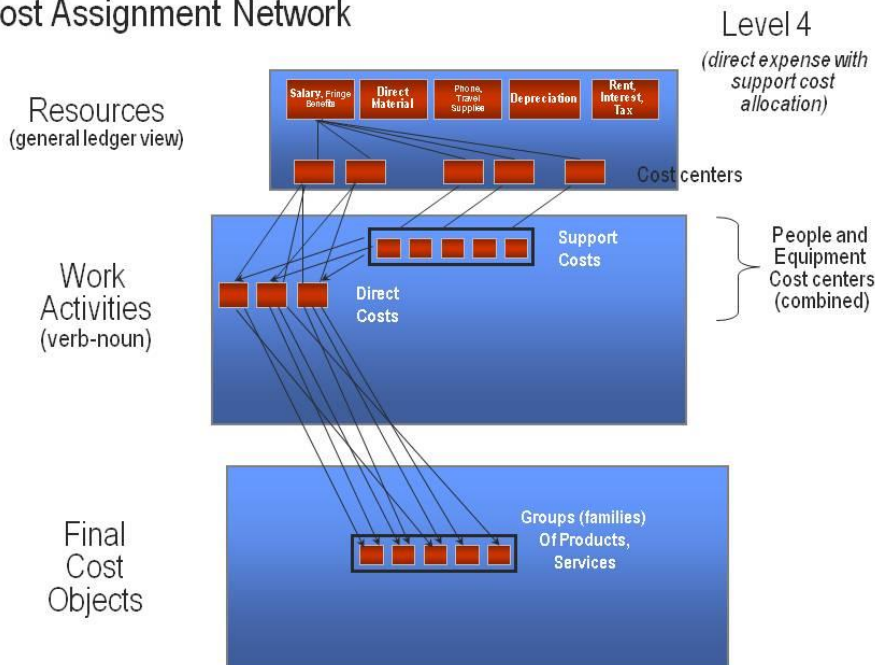 ost Assignment Network
Level 4
(direct expense with
support cost
allocation)
Resources
(general ledger view)
Salary, Fringe
Benefits
Direct
Material
Phone,
Travel
Supplies
Depreciation
Rent,
Interest,
Tax
Cost centers
Work
Activities
(verb-noun)
Support
Costs
Direct
Costs
People and
Equipment
Cost centers
(combined)
Final
Cost
Objects
Groups (families)
Of Products,
Services